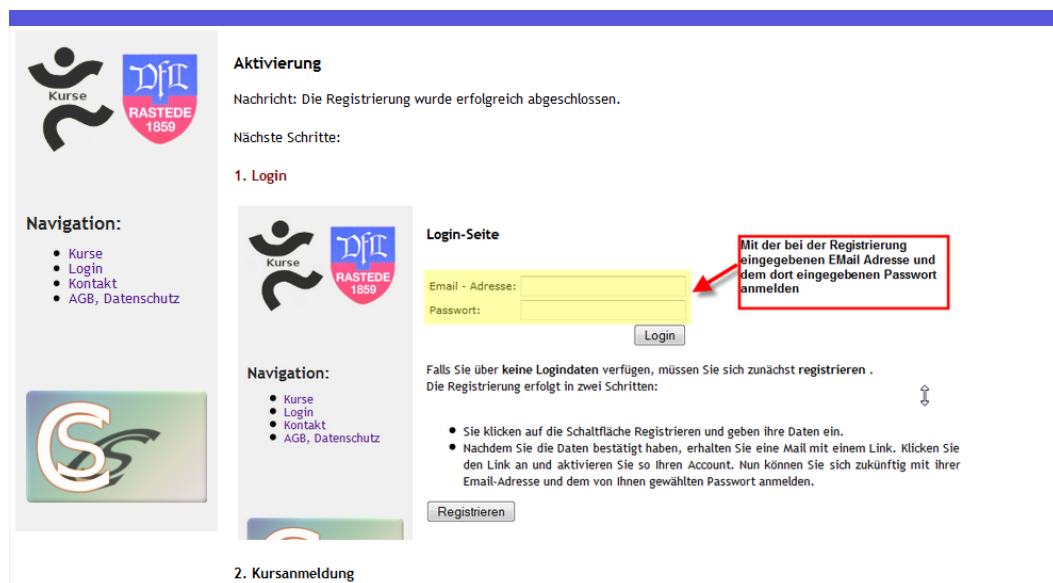 Kurse
DfL
RASTEDE
1859
Navigation:
Kurse
Login
Kontakt
AGB, Datenschutz
CSS
Aktivierung
Nachricht: Die Registrierung wurde erfolgreich abgeschlossen.
Nächste Schritte:
1. Login
Kurse
DfL
RASTEDE
1859
Navigation:
Kurse
Login
Kontakt
AGB, Datenschutz
Login-Seite
Email - Adresse:
Passwort:
Login
Mit der bei der Registrierung
eingegebenen EMail Adresse und
dem dort eingegebenen Passwort
anmelden
Falls Sie über keine Logindaten verfügen, müssen Sie sich zunächst registrieren .
Die Registrierung erfolgt in zwei Schritten:
Sie klicken auf die Schaltfläche Registrieren und geben ihre Daten ein.
Nachdem Sie die Daten bestätigt haben, erhalten Sie eine Mail mit einem Link. Klicken Sie
den Link an und aktivieren Sie so Ihren Account. Nun können Sie sich zukünftig mit ihrer
Email-Adresse und dem von Ihnen gewählten Passwort anmelden.
Registrieren
2. Kursanmeldung